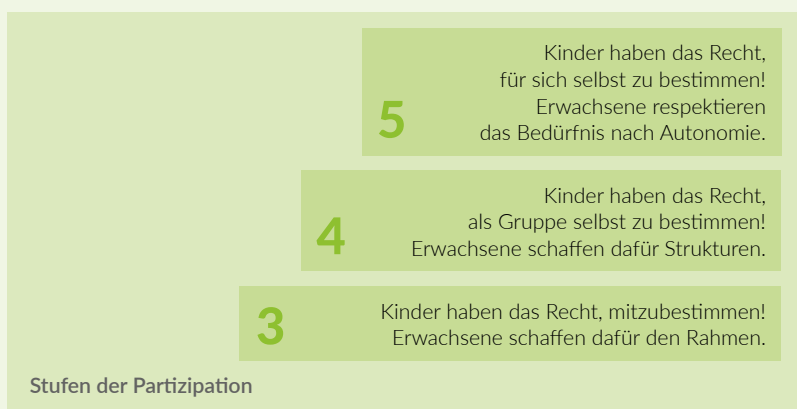 5
Kinder haben das Recht,
für sich selbst zu bestimmen!
Erwachsene respektieren
das Bedürfnis nach Autonomie.
4
Kinder haben das Recht,
als Gruppe selbst zu bestimmen!
Erwachsene schaffen dafür Strukturen.
3
Kinder haben das Recht, mitzubestimmen!
Erwachsene schaffen dafür den Rahmen.
Stufen der Partizipation